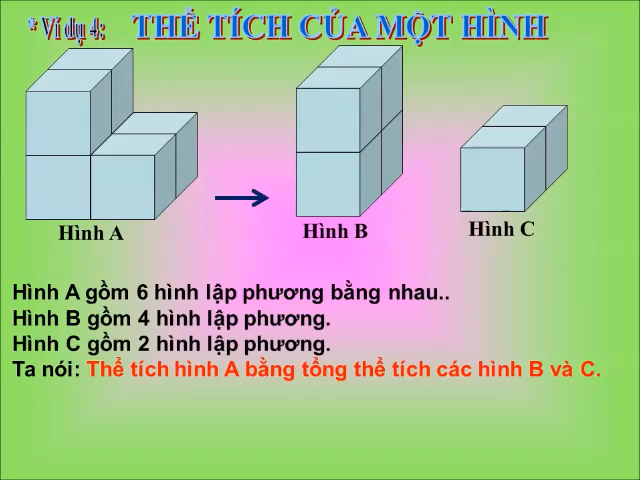 * Ví dụ 4: THỂ TÍCH CỦA MỘT HÌNH
Hình A
Hình B
Hình C
Hình A gồm 6 hình lập phương bằng nhau..
Hình B gồm 4 hình lập phương.
Hình C gồm 2 hình lập phương.
Ta nói: Thể tích hình A bằng tổng thể tích các hình B và C.